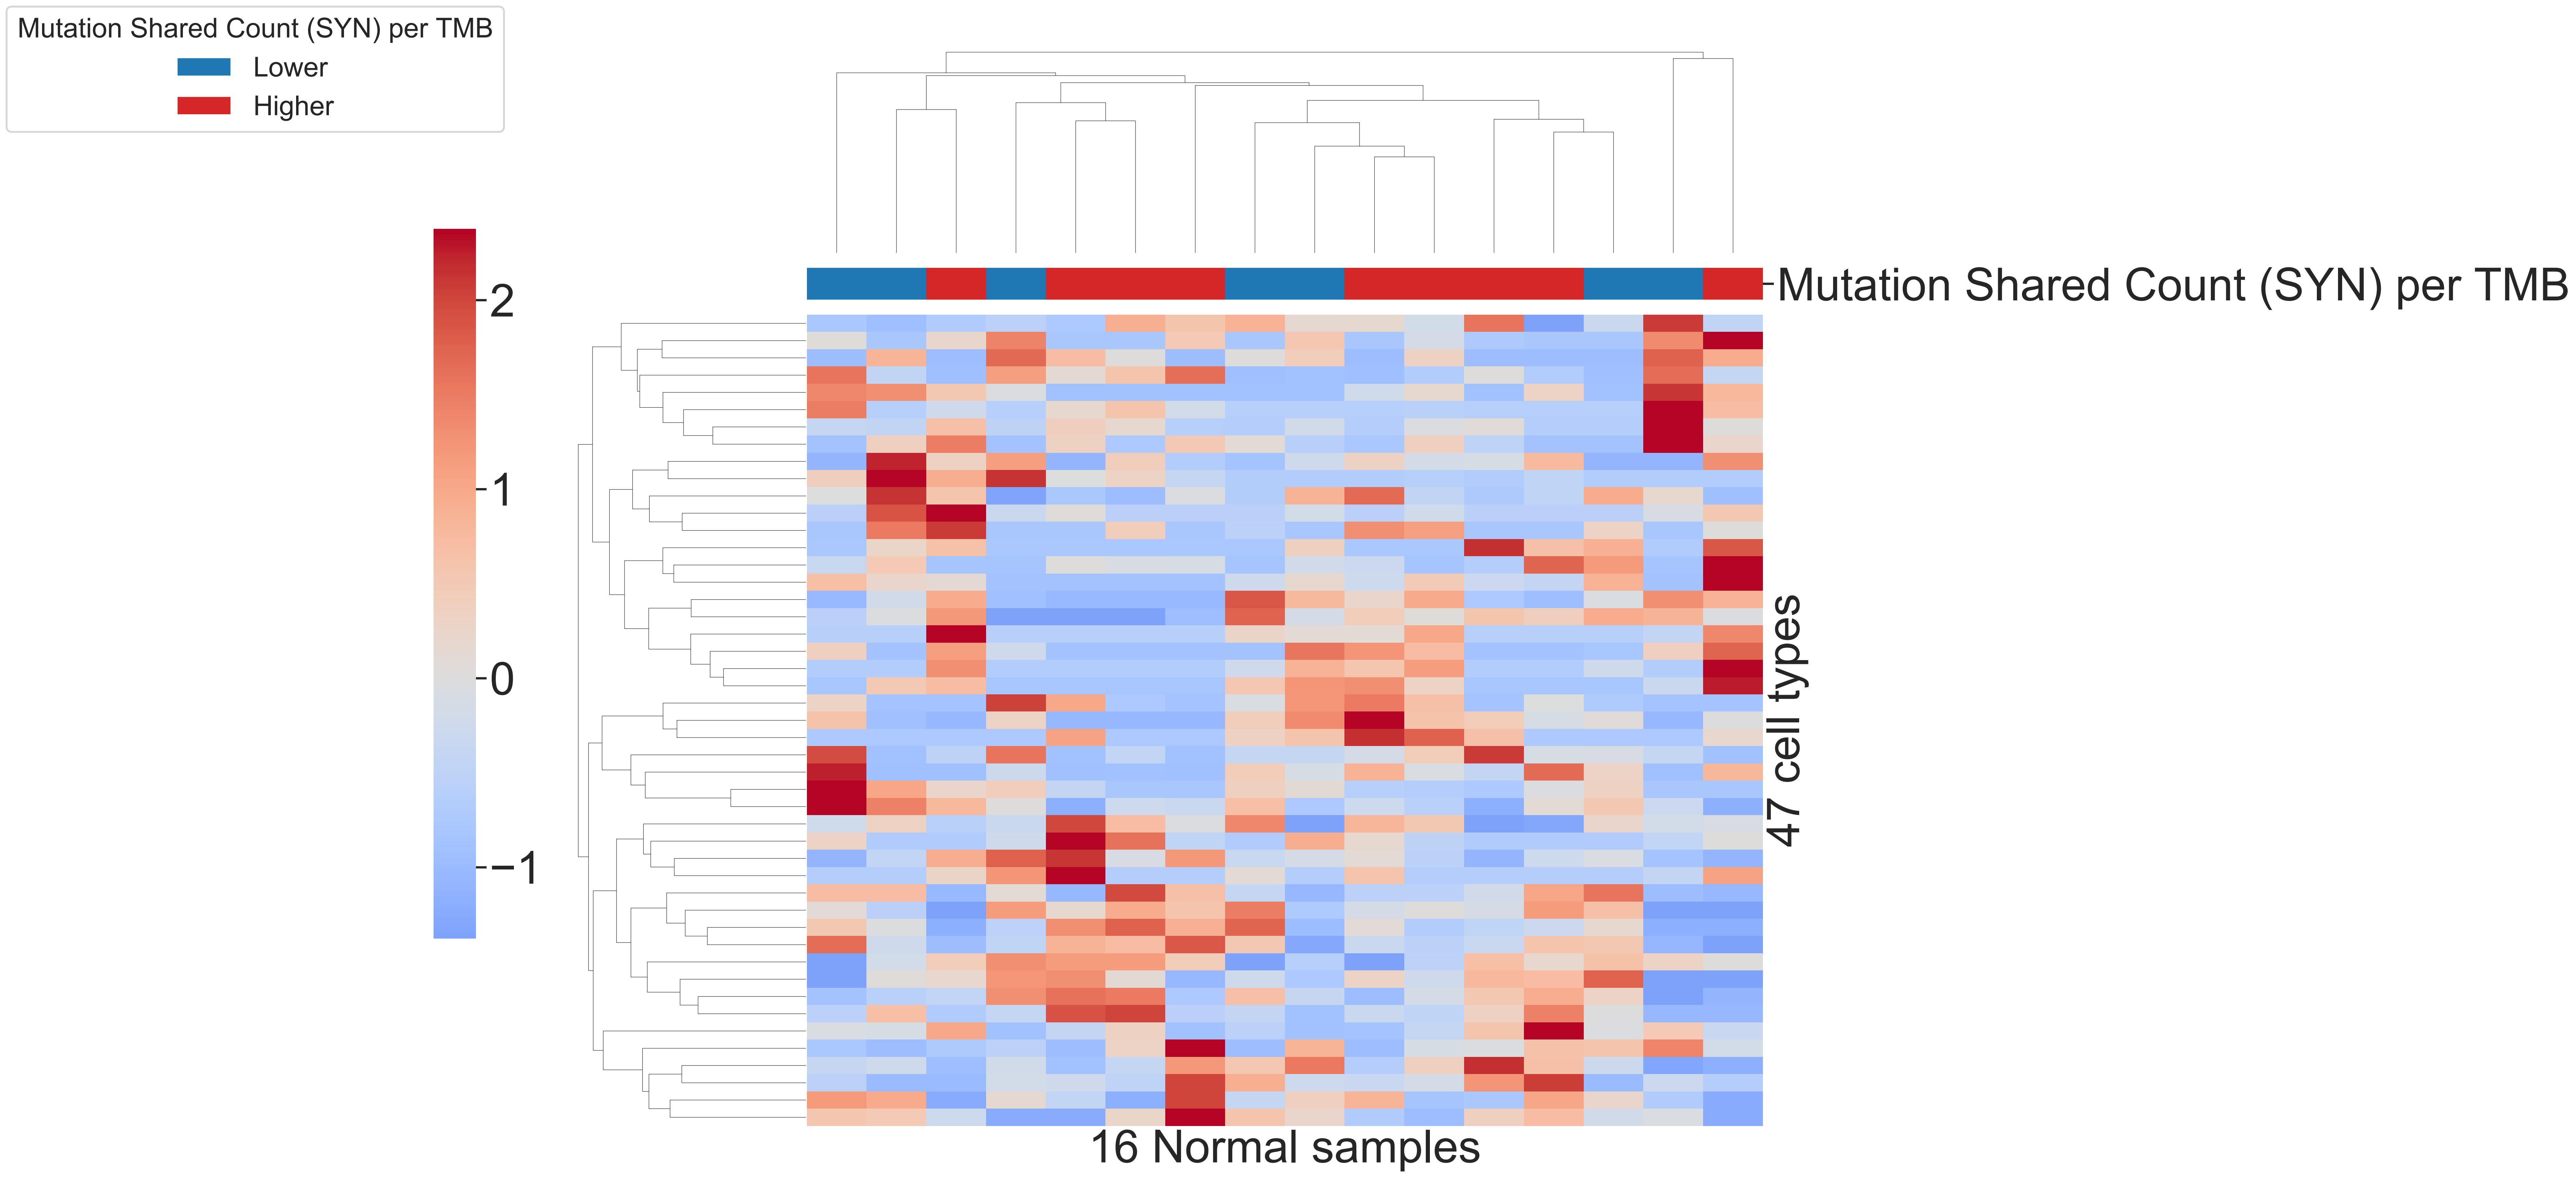 Mutation Shared Count (SYN) per TMB
Lower
Higher
Mutation Shared Count (SYN) per TMB
2
1
0
−1
47 cell types
16 Normal samples